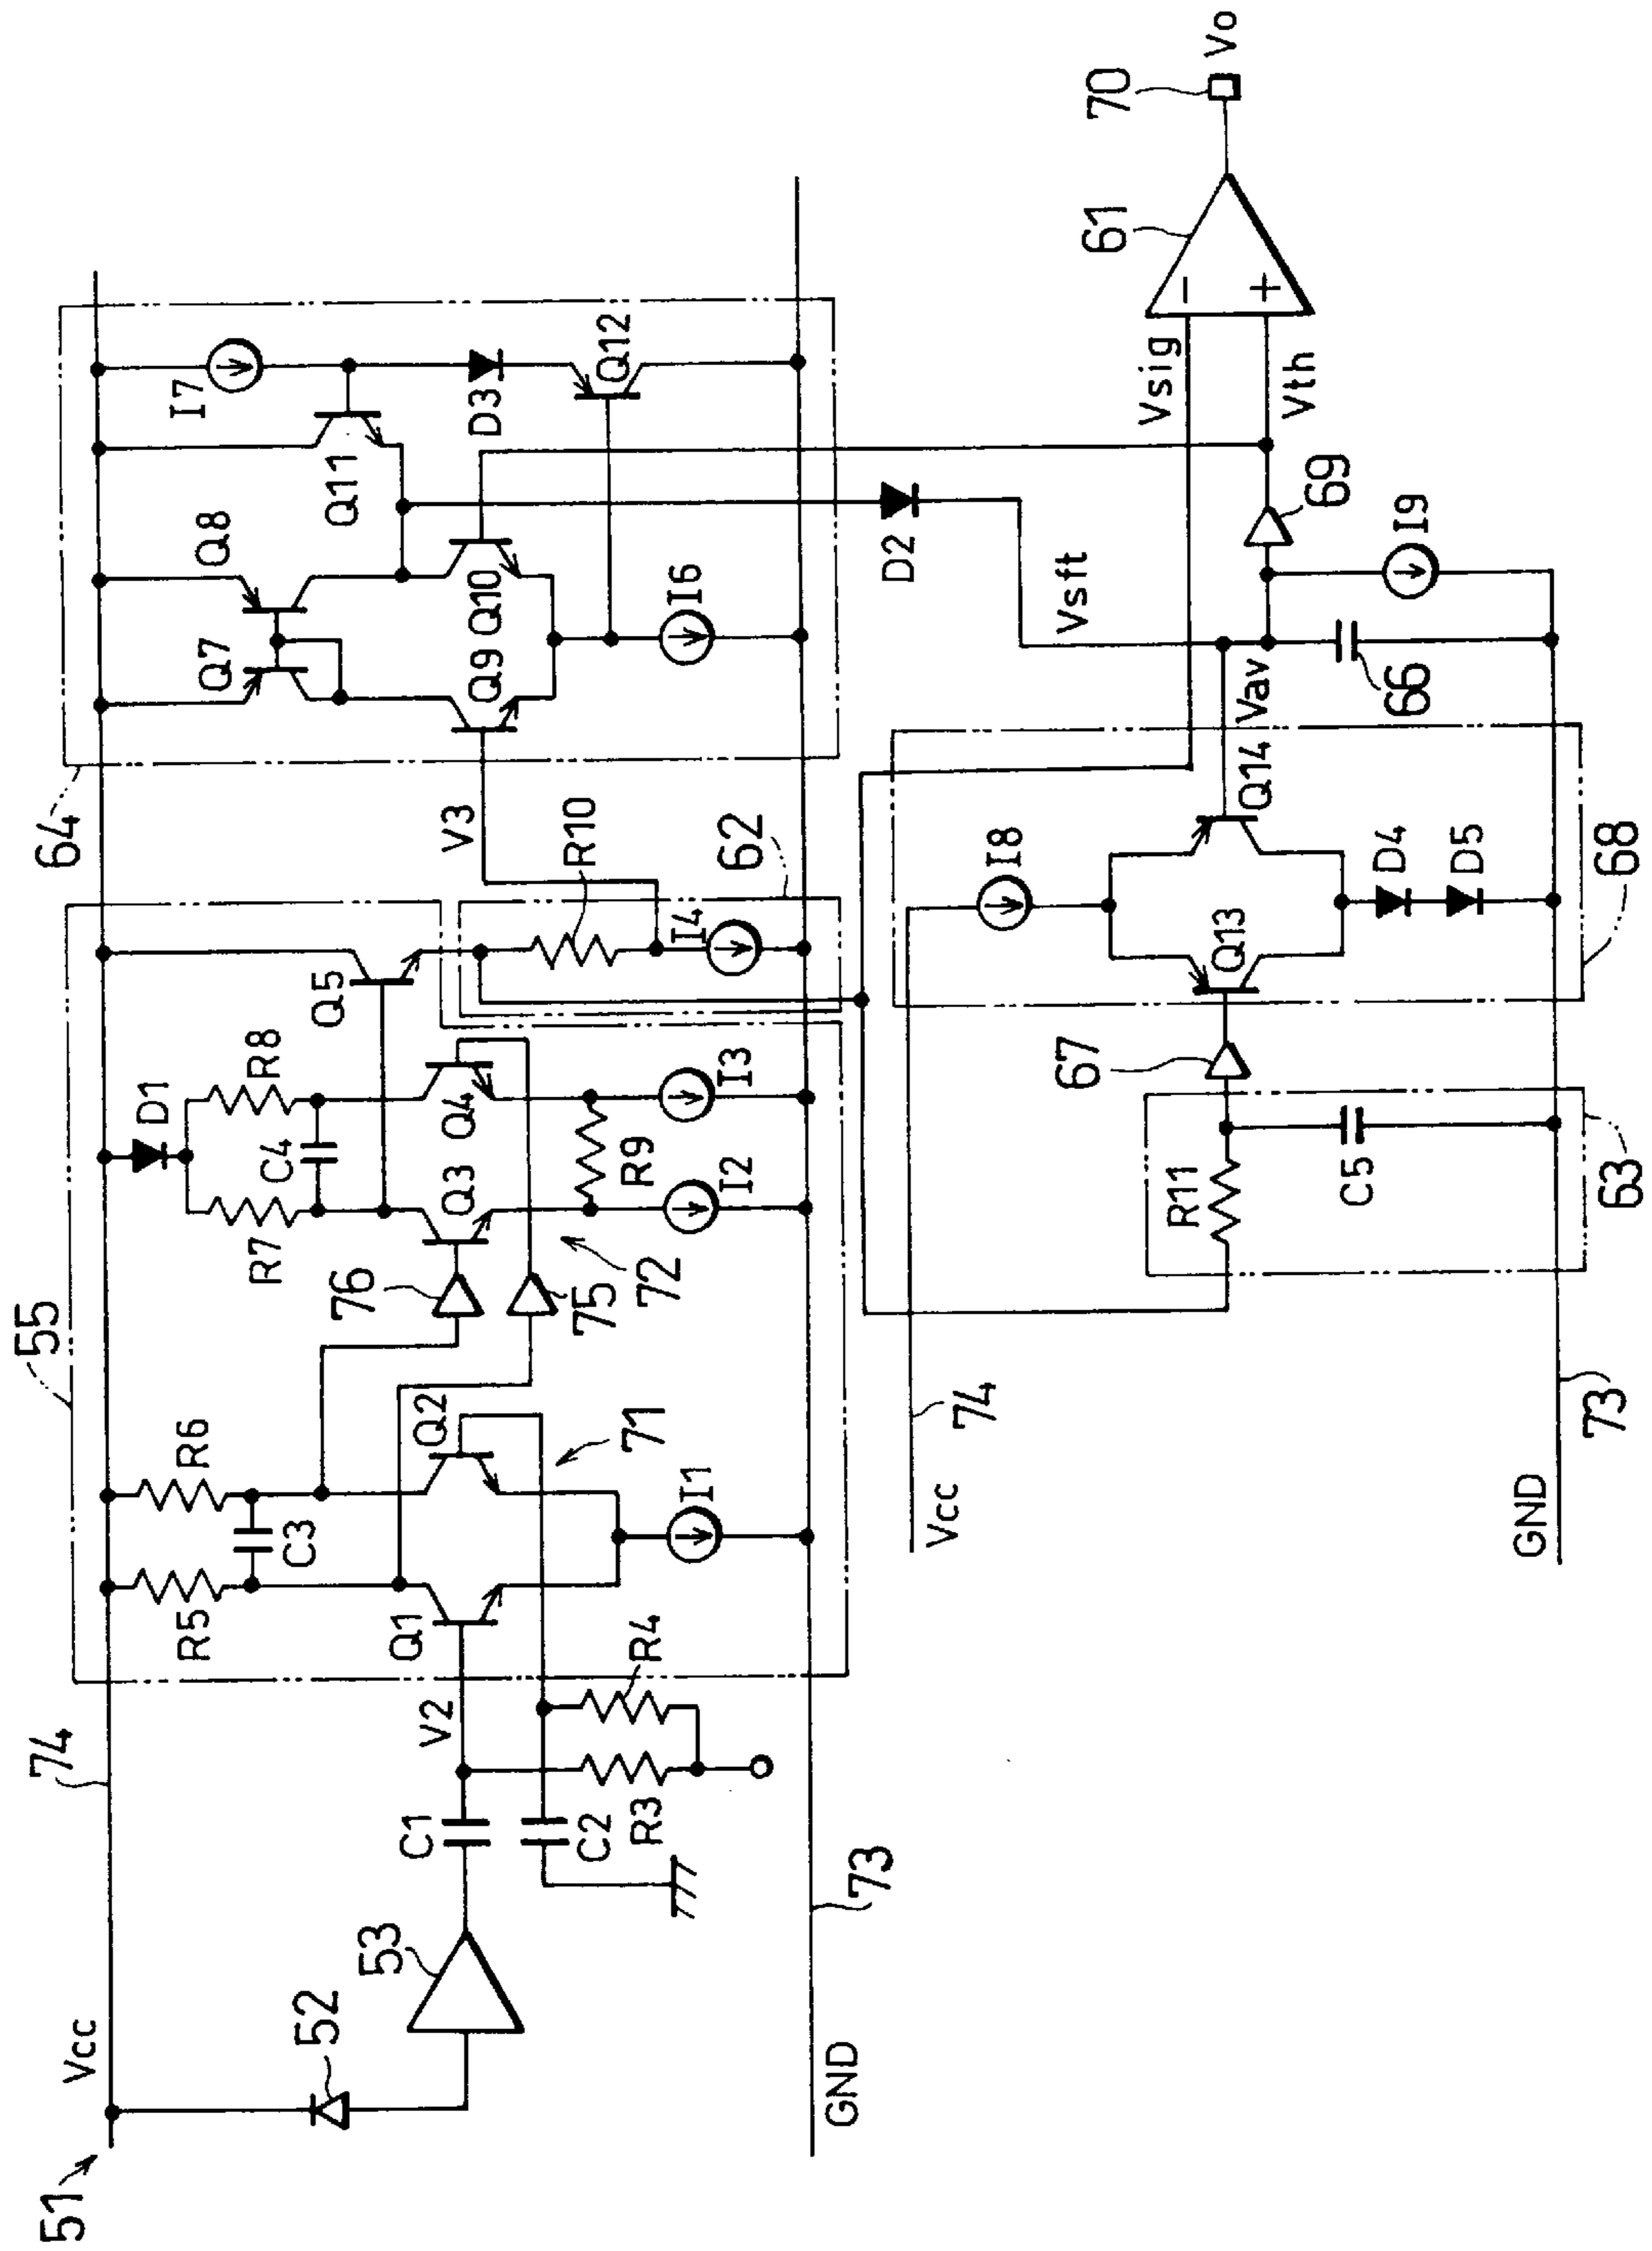 51
Vcc
74
52
53
C1
V2
C2
R3
R4
GND
73
55
R5
R6
C3
Q1
Q2
71
I1
76
75
72
D1
R7
R8
C4
Q3
Q4
R9
I2
I3
Q5
62
R10
I4
V3
64
Q7
Q8
Q9
Q10
Q11
I7
D3
Q12
I6
D2
Vcc
74
GND
73
R11
C5
63
67
I8
Q13
Q14
D4
D5
68
Vsft
Vav
66
69
I9
Vsig
Vth
61
−
+
70
Vo